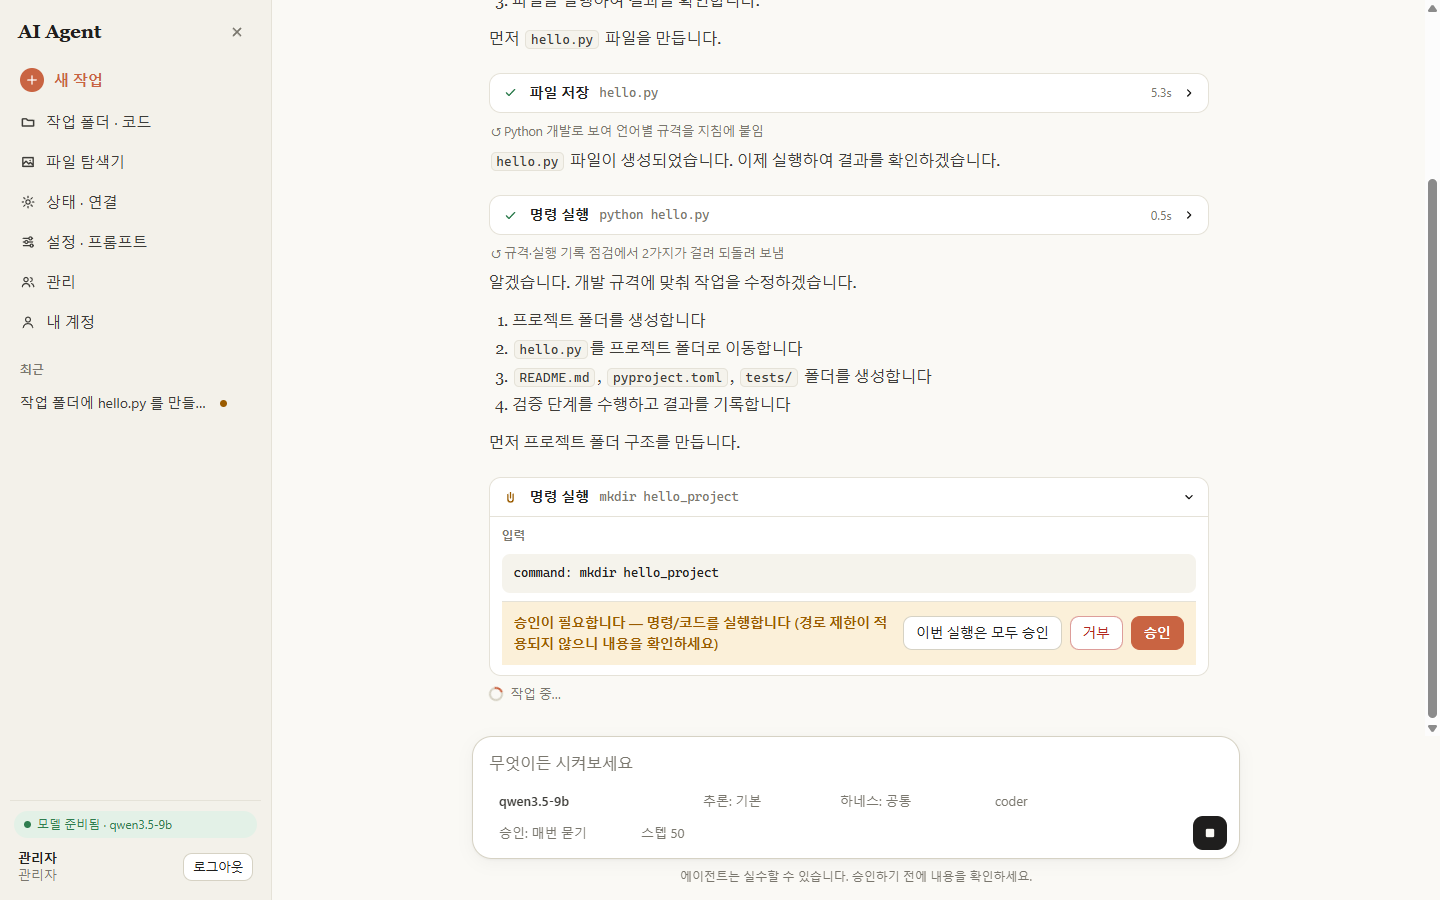 AI Agent
새 작업
작업 폴더 · 코드
파일 탐색기
상태 · 연결
설정 · 프롬프트
관리
내 계정
최근
작업 폴더에 hello.py 를 만들...
모델 준비됨 · qwen3.5-9b
관리자
관리자
로그아웃
3. 파일을 실행하여 결과를 확인합니다.
먼저 hello.py 파일을 만듭니다.
파일 저장 hello.py 5.3s
↺ Python 개발로 보여 언어별 규격을 지침에 붙임
hello.py 파일이 생성되었습니다. 이제 실행하여 결과를 확인하겠습니다.
명령 실행 python hello.py 0.5s
↺ 규격·실행 기록 점검에서 2가지가 걸려 되돌려 보냄
알겠습니다. 개발 규격에 맞춰 작업을 수정하겠습니다.
1. 프로젝트 폴더를 생성합니다
2. hello.py 를 프로젝트 폴더로 이동합니다
3. README.md , pyproject.toml , tests/ 폴더를 생성합니다
4. 검증 단계를 수행하고 결과를 기록합니다
먼저 프로젝트 폴더 구조를 만듭니다.
명령 실행 mkdir hello_project
입력
command: mkdir hello_project
승인이 필요합니다 — 명령/코드를 실행합니다 (경로 제한이 적
용되지 않으니 내용을 확인하세요)
이번 실행은 모두 승인 거부 승인
작업 중...
무엇이든 시켜보세요
qwen3.5-9b 추론: 기본 하네스: 공통 coder
승인: 매번 묻기 스텝 50
에이전트는 실수할 수 있습니다. 승인하기 전에 내용을 확인하세요.